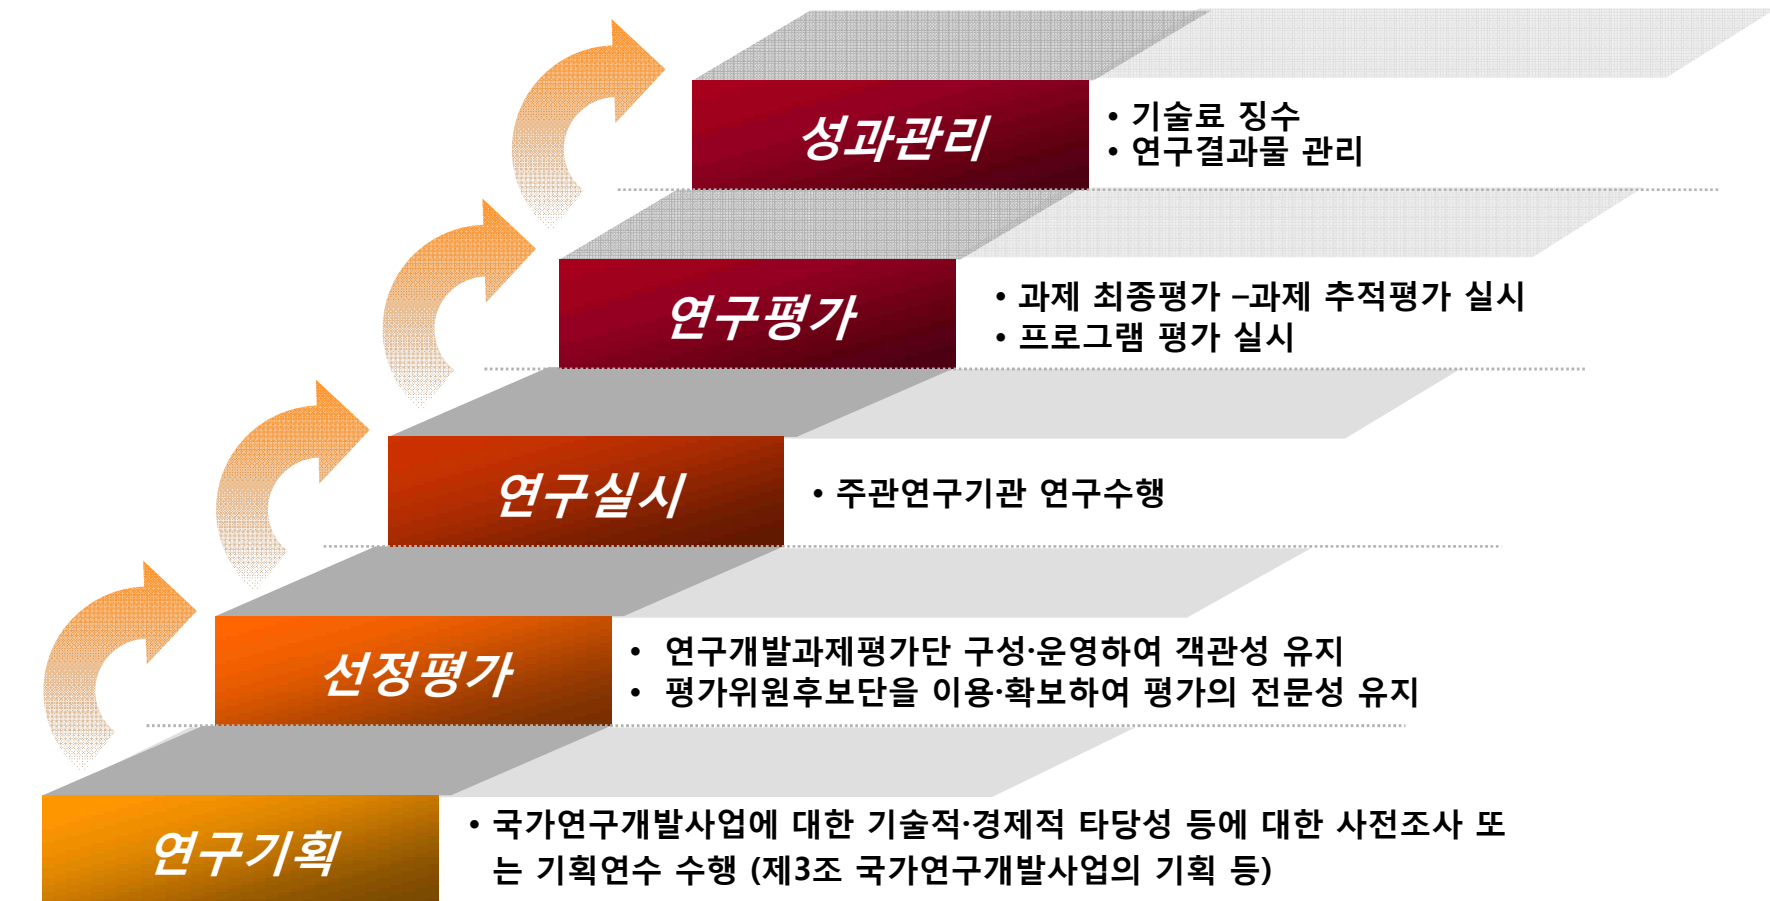 성과관리
• 기술료 징수
• 연구결과물 관리
연구평가
• 과제 최종평가 –과제 추적평가 실시
• 프로그램 평가 실시
연구실시
• 주관연구기관 연구수행
선정평가
• 연구개발과제평가단 구성·운영하여 객관성 유지
• 평가위원후보단을 이용·확보하여 평가의 전문성 유지
연구기획
• 국가연구개발사업에 대한 기술적·경제적 타당성 등에 대한 사전조사 또
는 기획연수 수행 (제3조 국가연구개발사업의 기획 등)